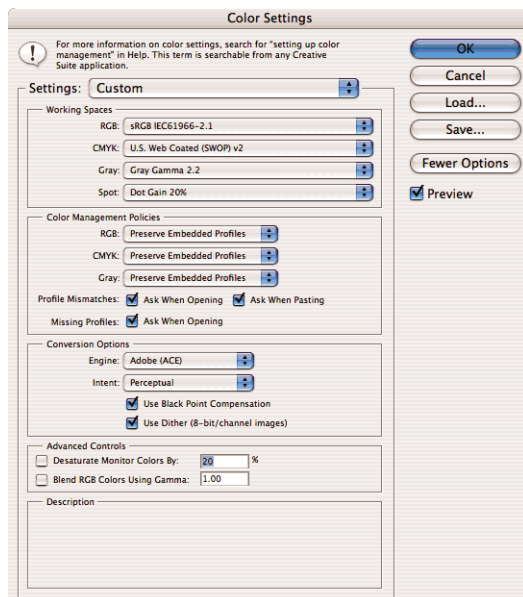 Color Settings
For more information on color settings, search for "setting up color
management" in Help. This term is searchable from any Creative
Suite application.
Settings: Custom
Working Spaces
RGB: sRGB IEC61966-2.1
CMYK: U.S. Web Coated (SWOP) v2
Gray: Gray Gamma 2.2
Spot: Dot Gain 20%
Color Management Policies
RGB: Preserve Embedded Profiles
CMYK: Preserve Embedded Profiles
Gray: Preserve Embedded Profiles
Profile Mismatches: Ask When Opening Ask When Pasting
Missing Profiles: Ask When Opening
Conversion Options
Engine: Adobe (ACE)
Intent: Perceptual
Use Black Point Compensation
Use Dither (8-bit/channel images)
Advanced Controls
Desaturate Monitor Colors By: 20 %
Blend RGB Colors Using Gamma: 1.00
Description
OK
Cancel
Load...
Save...
Fewer Options
Preview